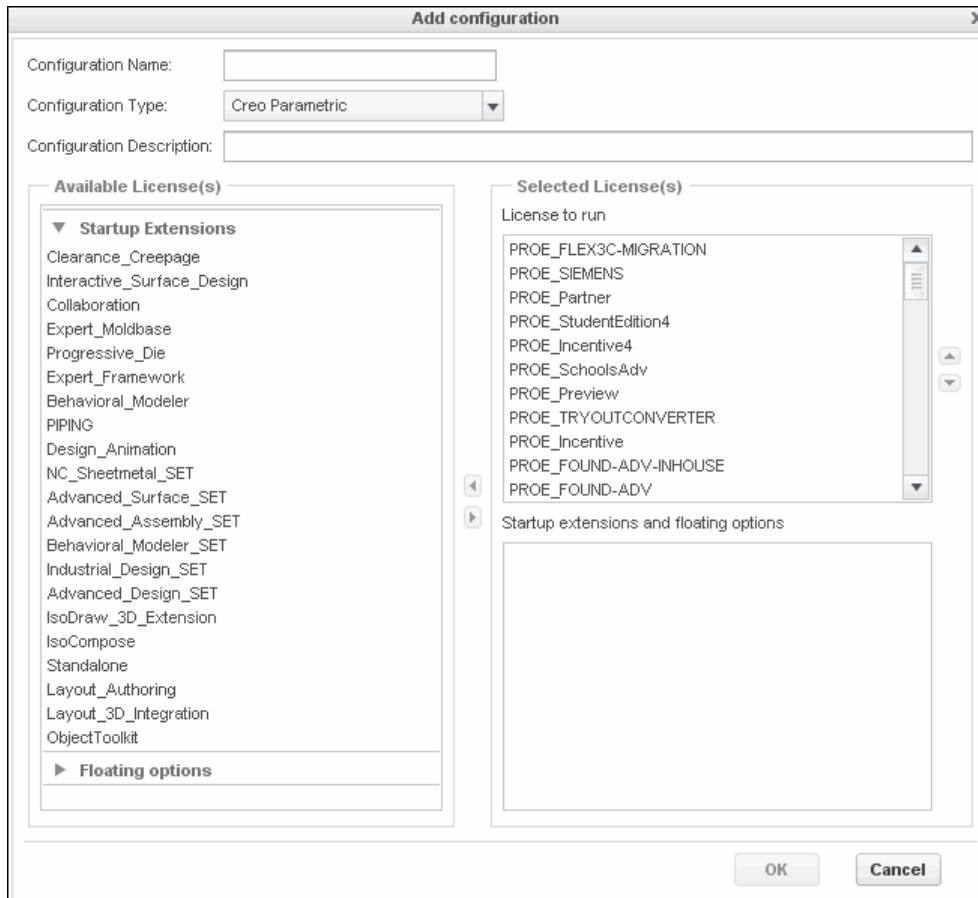 Add configuration
Configuration Name:
Configuration Type: Creo Parametric
Configuration Description:
Available License(s)
Startup Extensions
Clearance_Creepage
Interactive_Surface_Design
Collaboration
Expert_Moldbase
Progressive_Die
Expert_Framework
Behavioral_Modeler
PIPING
Design_Animation
NC_Sheetmetal_SET
Advanced_Surface_SET
Advanced_Assembly_SET
Behavioral_Modeler_SET
Industrial_Design_SET
Advanced_Design_SET
IsoDraw_3D_Extension
IsoCompose
Standalone
Layout_Authoring
Layout_3D_Integration
ObjectToolkit
Floating options
Selected License(s)
License to run
PROE_FLEX3C-MIGRATION
PROE_SIEMENS
PROE_Partner
PROE_StudentEdition4
PROE_Incentive4
PROE_SchoolsAdv
PROE_Preview
PROE_TRYOUTCONVERTER
PROE_Incentive
PROE_FOUND-ADV-INHOUSE
PROE_FOUND-ADV
Startup extensions and floating options
OK Cancel